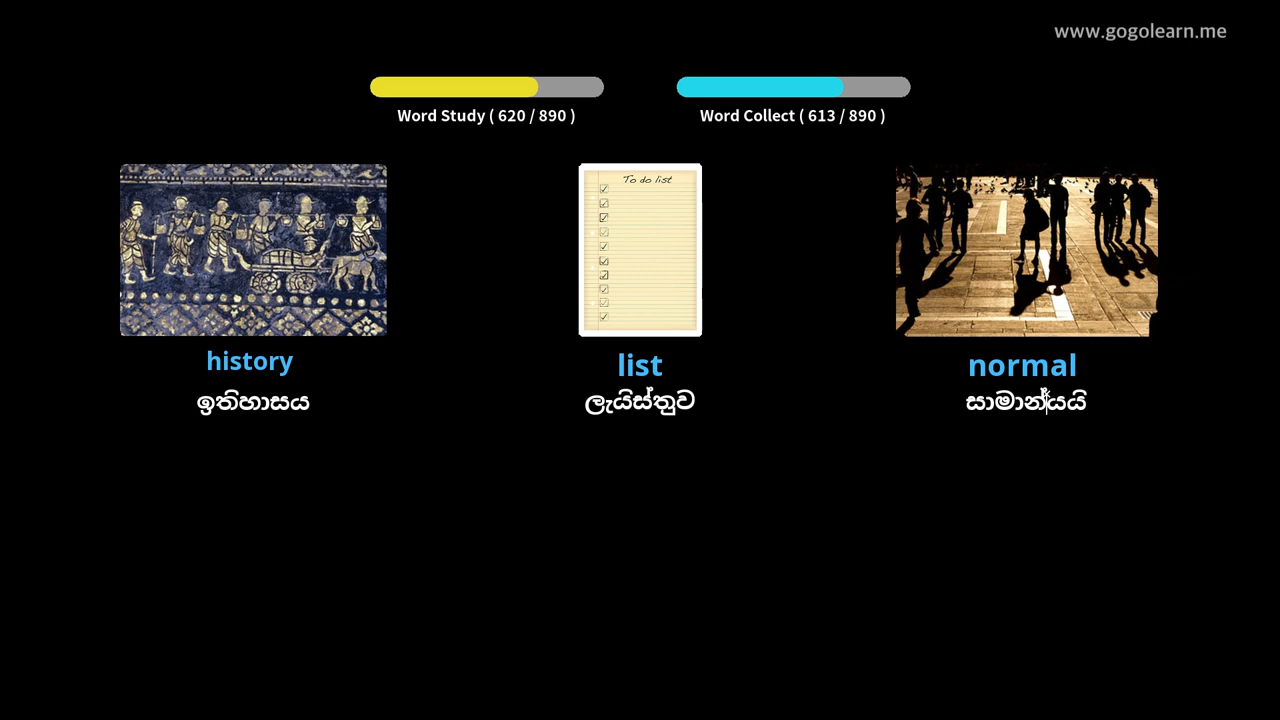 www.gogolearn.me
Word Study ( 620 / 890 )
Word Collect ( 613 / 890 )
To do list
history
ඉතිහාසය
list
ලැයිස්තුව
normal
සාමාන්‍යයි